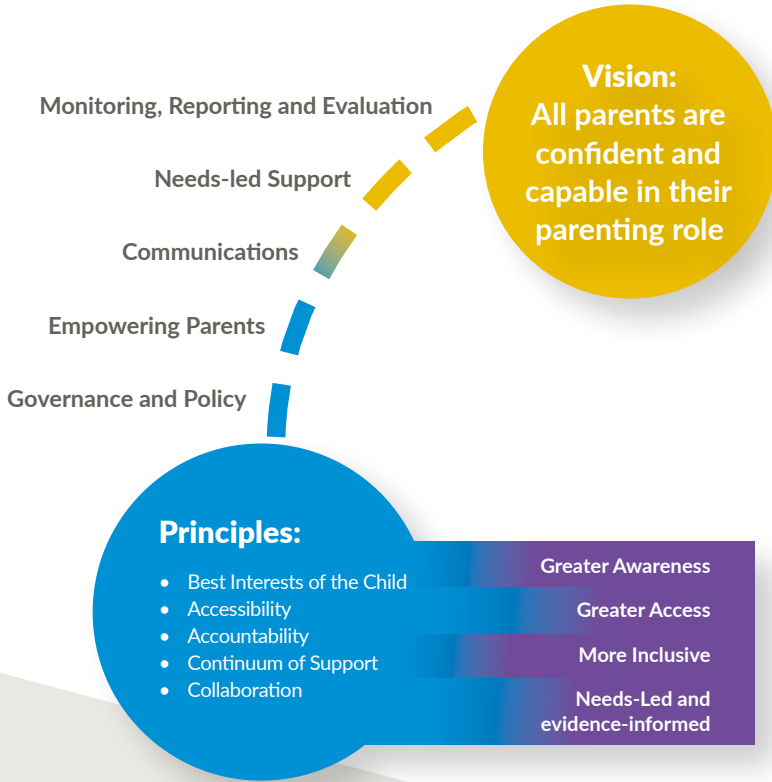 Vision:
All parents are
confident and
capable in their
parenting role
Monitoring, Reporting and Evaluation
Needs-led Support
Communications
Empowering Parents
Governance and Policy
Principles:
• Best Interests of the Child
• Accessibility
• Accountability
• Continuum of Support
• Collaboration
Greater Awareness
Greater Access
More Inclusive
Needs-Led and
evidence-informed